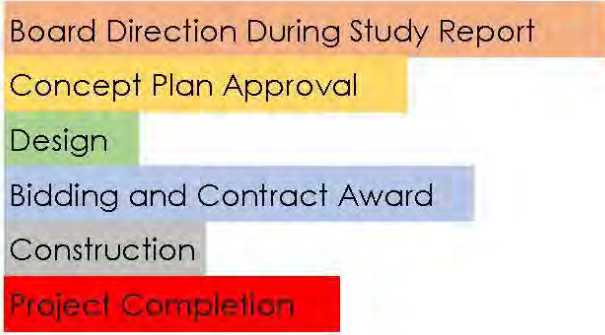 Board Direction During Study Report
Concept Plan Approval
Design
Bidding and Contract Award
Construction
Project Completion